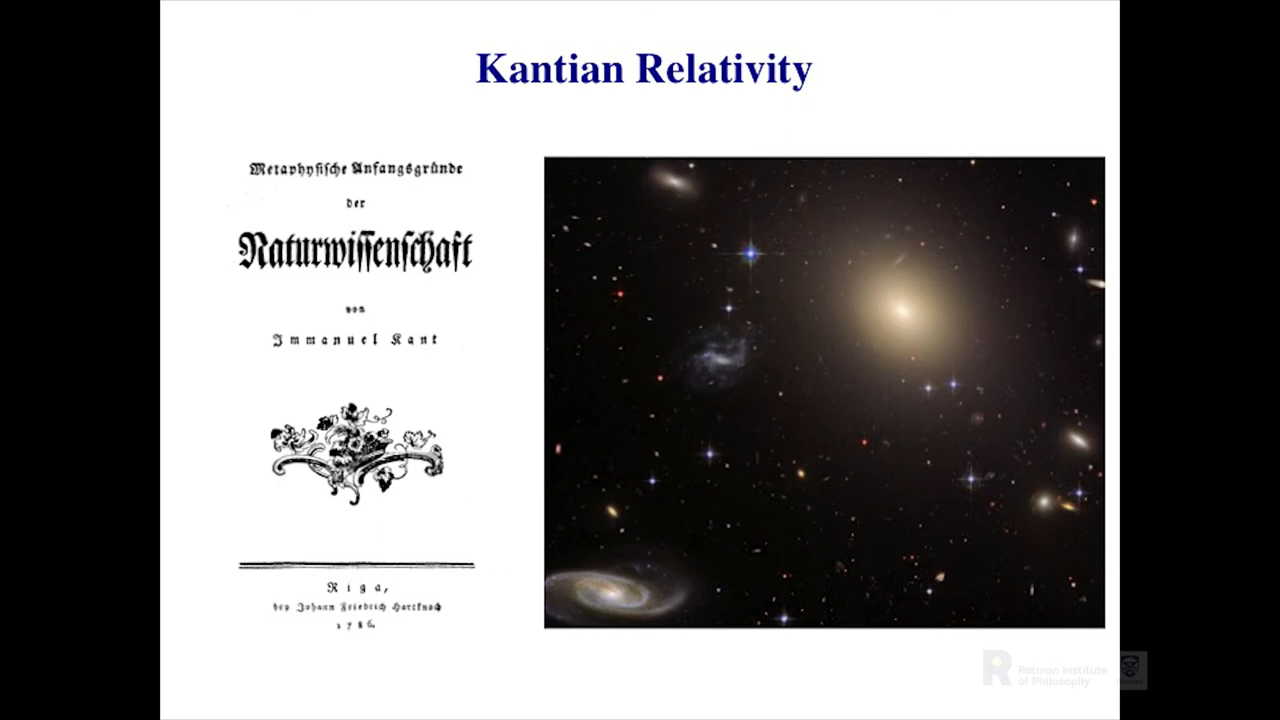 Kantian Relativity
Metaphysische Anfangsgründe
der
Naturwissenschaft
von
Immanuel Kant
Riga,
bey Johann Friedrich Hartknoch
1786.
Rotman Institute
of Philosophy